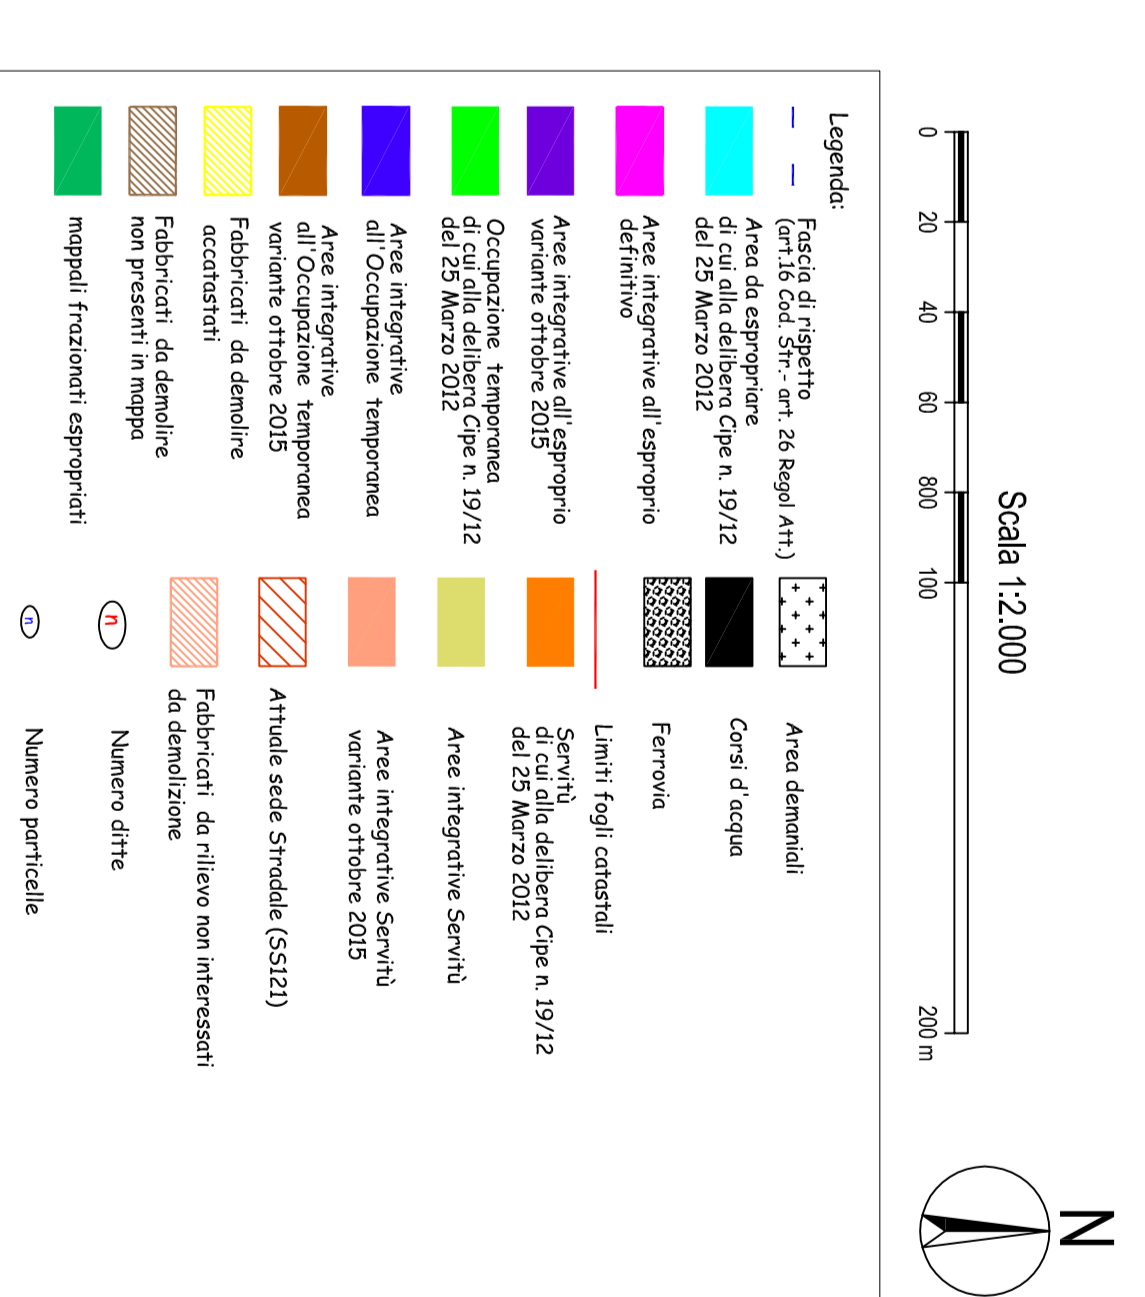 N
Scala 1:2.000
0 20 40 60 800 100 200 m
Legenda:
Fascia di rispetto
(art.16 Cod. Str.- art. 26 Regol Att.)
Area da espropriare
di cui alla delibera Cipe n. 19/12
del 25 Marzo 2012
Aree integrative all'esproprio
definitivo
Aree integrative all'esproprio
variante ottobre 2015
Occupazione temporanea
di cui alla delibera Cipe n. 19/12
del 25 Marzo 2012
Aree integrative
all'Occupazione temporanea
Aree integrative
all'Occupazione temporanea
variante ottobre 2015
Fabbricati da demolire
accatastati
Fabbricati da demolire
non presenti in mappa
mappali frazionati espropriati
Area demaniali
Corsi d'acqua
Ferrovia
Limiti fogli catastali
Servitù
di cui alla delibera Cipe n. 19/12
del 25 Marzo 2012
Aree integrative Servitù
Aree integrative Servitù
variante ottobre 2015
Attuale sede Stradale (SS121)
Fabbricati da rilievo non interessati
da demolizione
n Numero ditte
n Numero particelle